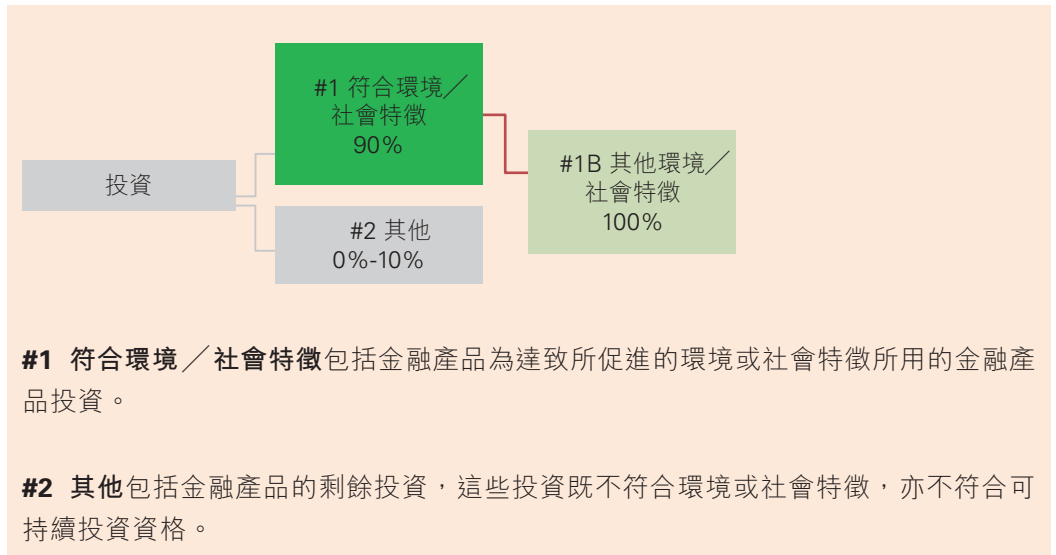 #1 符合環境╱
社會特徵
90%
投資
#1B 其他環境╱
社會特徵
100%
#2 其他
0%-10%
#1 符合環境╱社會特徵包括金融產品為達致所促進的環境或社會特徵所用的金融產
品投資。
#2 其他包括金融產品的剩餘投資，這些投資既不符合環境或社會特徵，亦不符合可
持續投資資格。